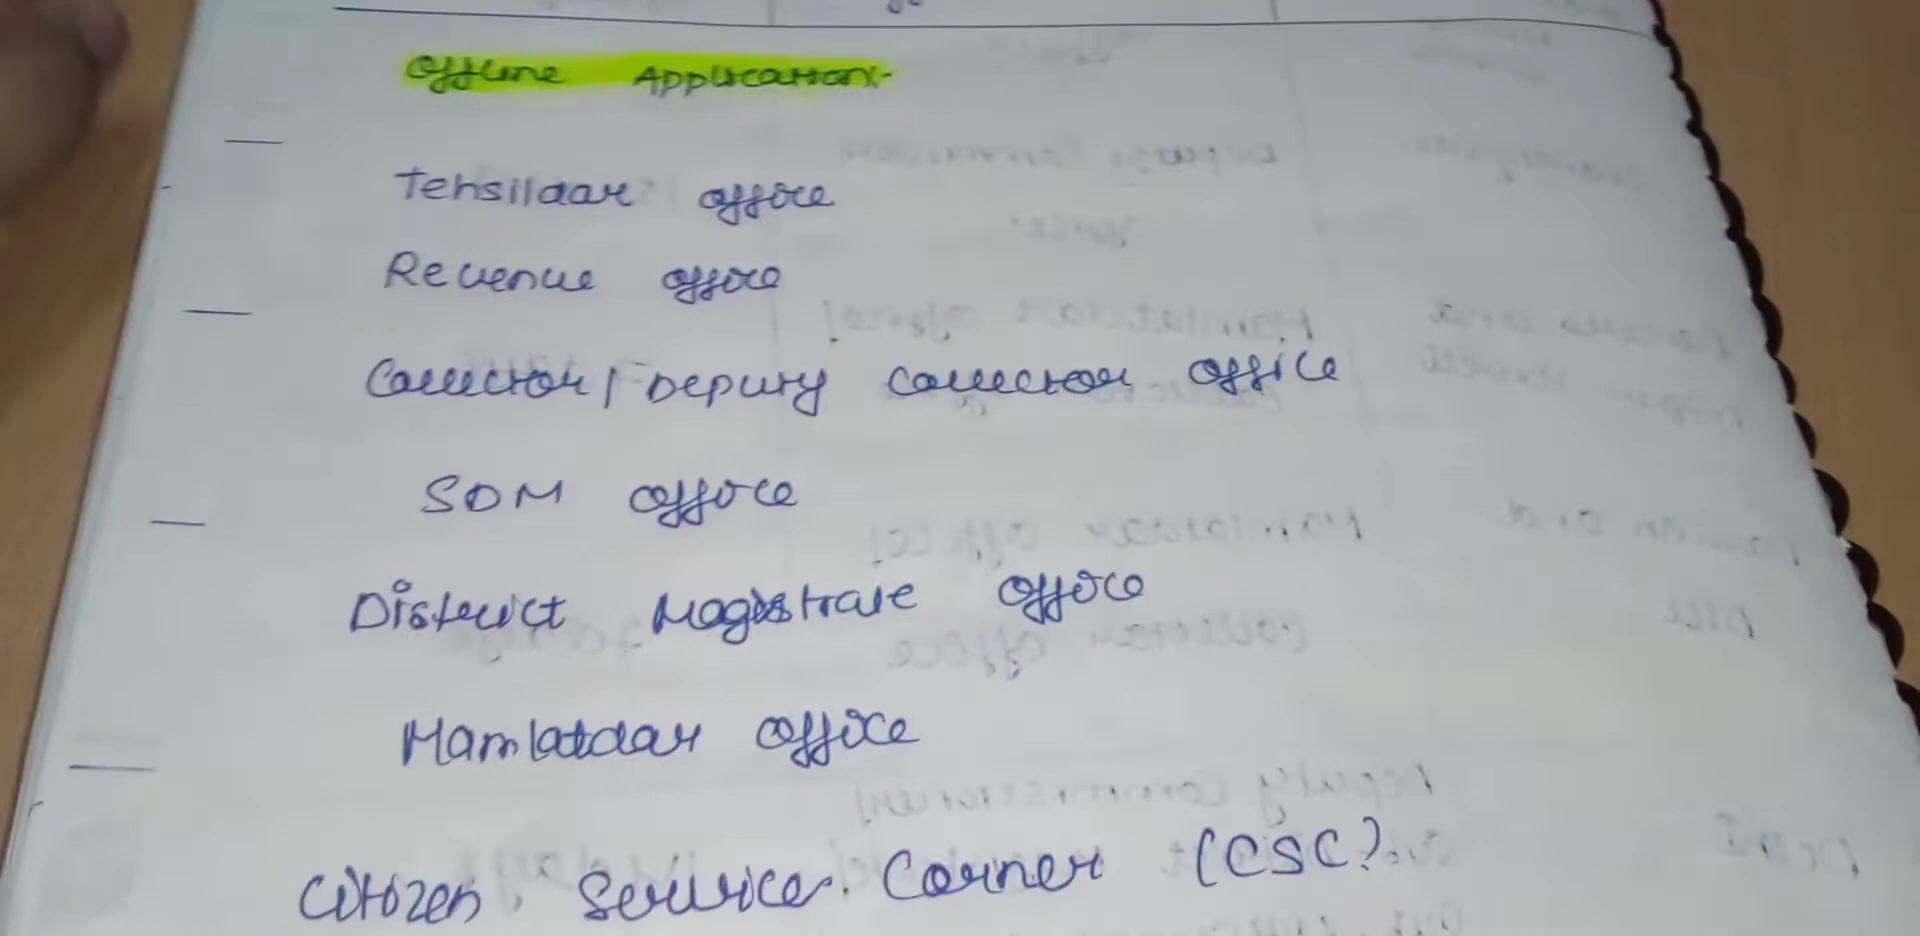 Offline Application:-
Tehsildar office
Revenue office
Collector/Deputy collector office
SDM office
District Magistrate office
Mamlatdar office
Citizen Service Corner (CSC)